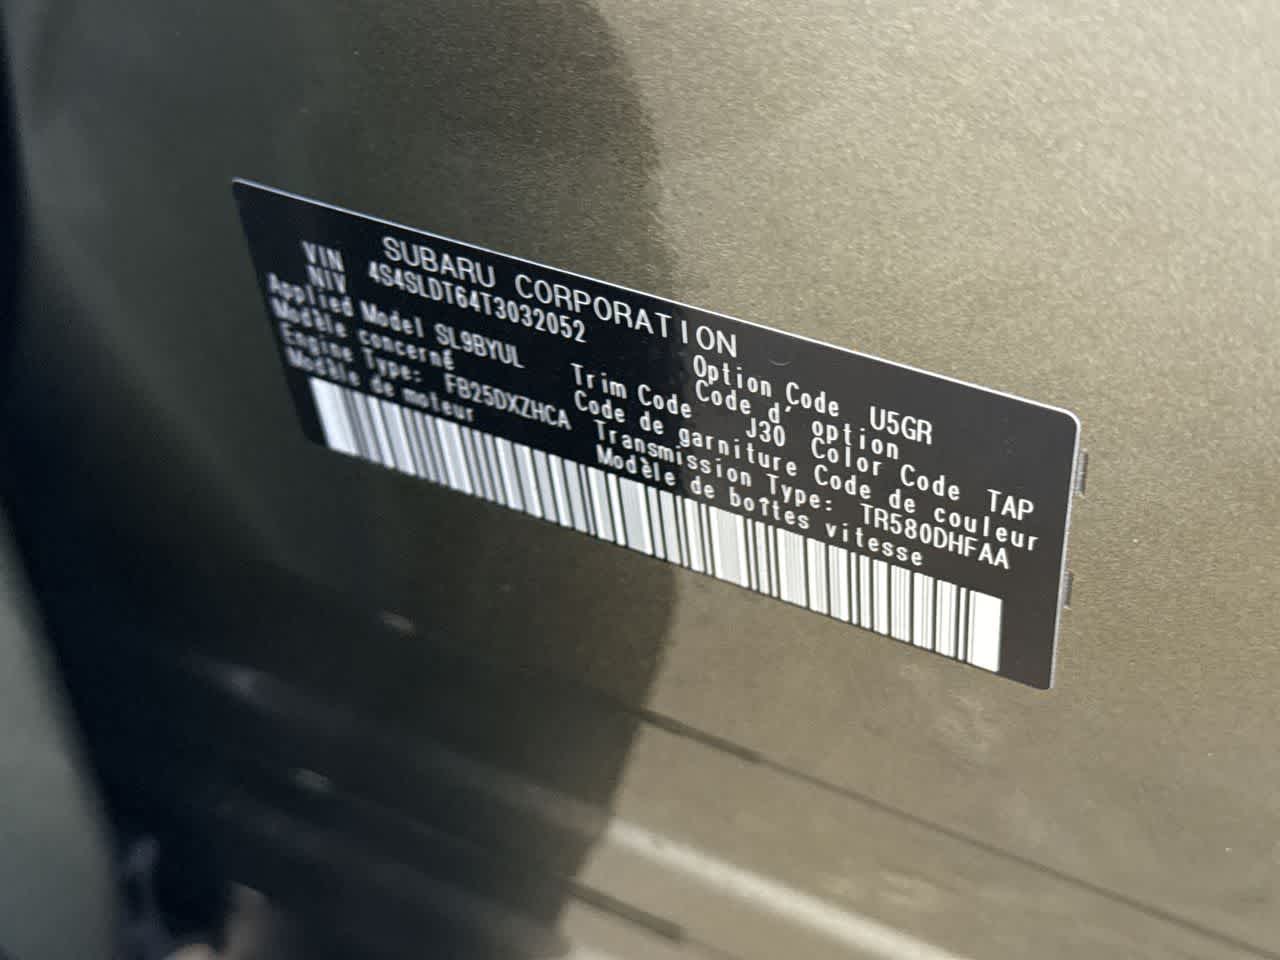 SUBARU CORPORATION
VIN 4S4SLDT64T3032052 Option Code U5GR
NIV Code d' option
Applied Model SL9BYUL Trim Code J30 Color Code TAP
Modèle concerné Code de garniture Code de couleur
Engine Type: FB25DXZHCA Transmission Type: TR580DHFAA
Modèle de moteur Modèle de boîtes vitesse